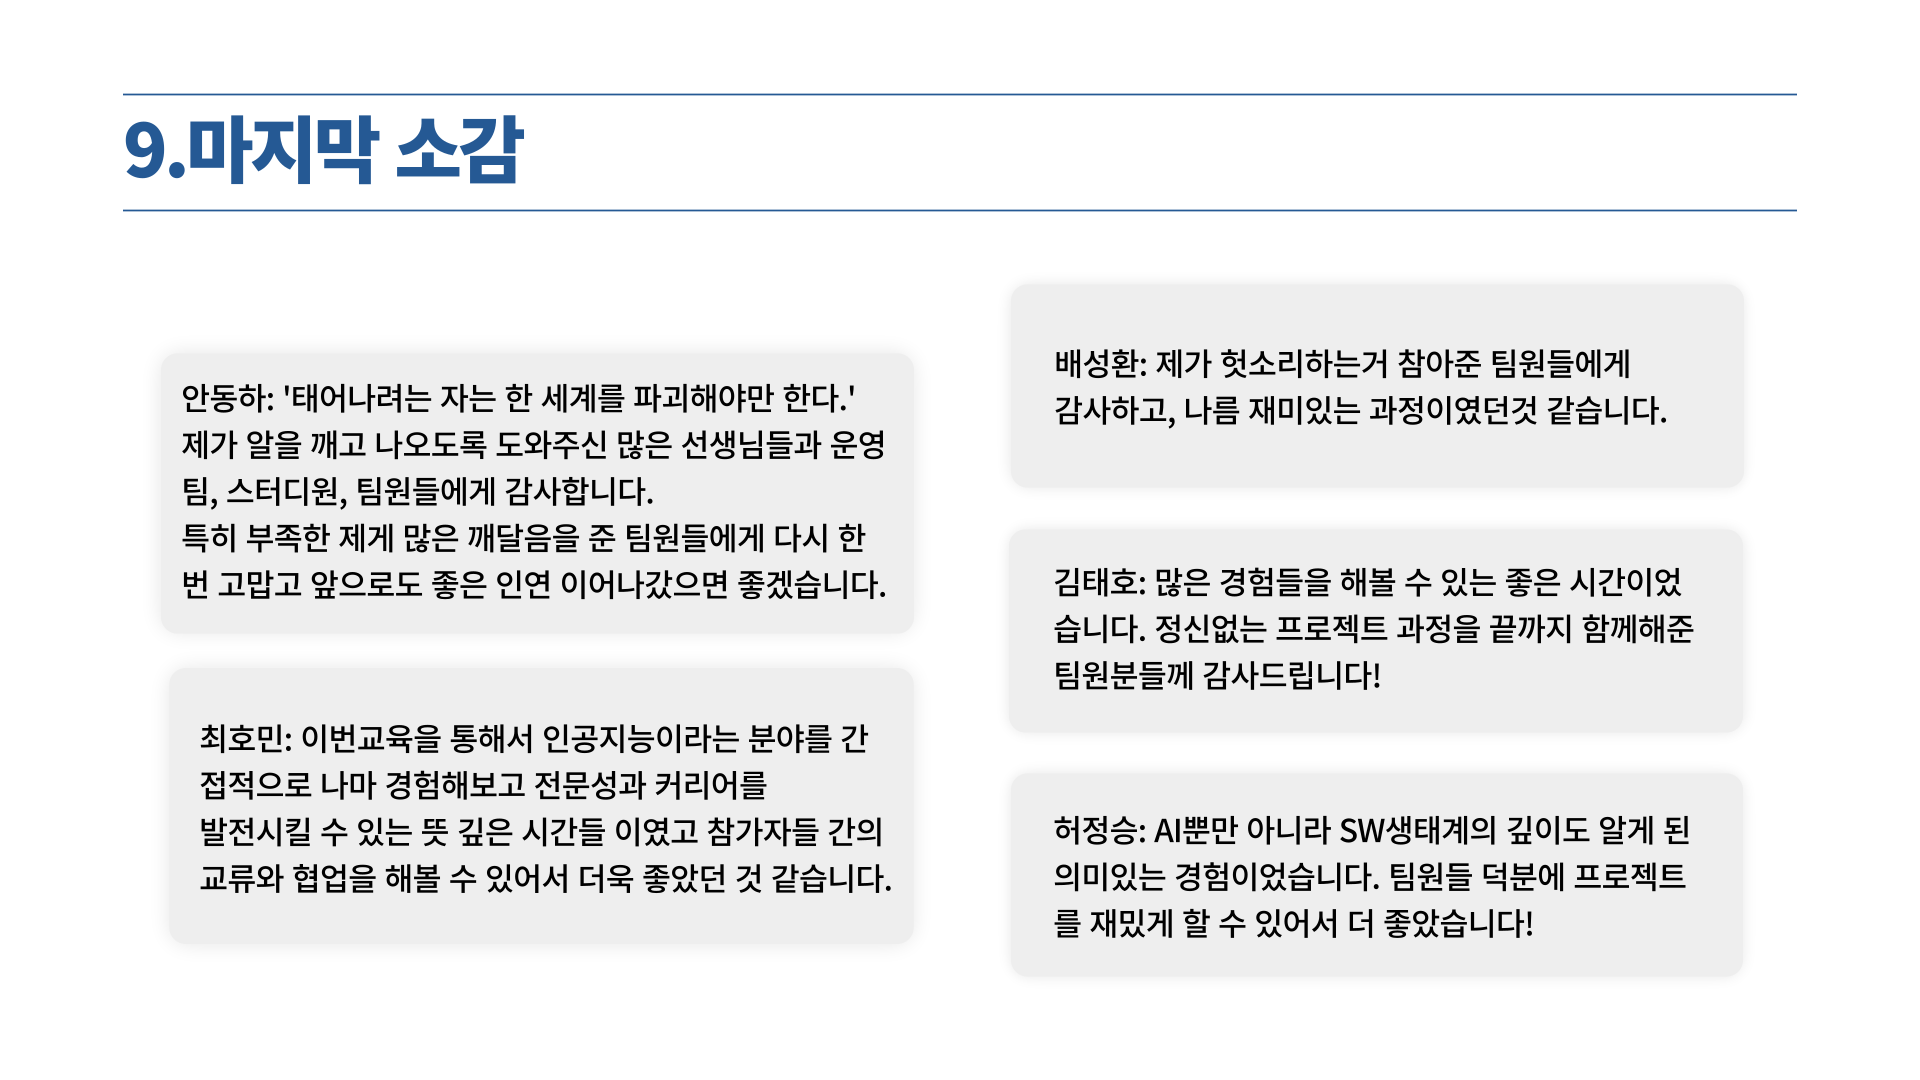 9.마지막 소감
안동하: '태어나려는 자는 한 세계를 파괴해야만 한다.'
제가 알을 깨고 나오도록 도와주신 많은 선생님들과 운영
팀, 스터디원, 팀원들에게 감사합니다.
특히 부족한 제게 많은 깨달음을 준 팀원들에게 다시 한
번 고맙고 앞으로도 좋은 인연 이어나갔으면 좋겠습니다.
최호민: 이번교육을 통해서 인공지능이라는 분야를 간
접적으로 나마 경험해보고 전문성과 커리어를
발전시킬 수 있는 뜻 깊은 시간들 이였고 참가자들 간의
교류와 협업을 해볼 수 있어서 더욱 좋았던 것 같습니다.
배성환: 제가 헛소리하는거 참아준 팀원들에게
감사하고, 나름 재미있는 과정이였던것 같습니다.
김태호: 많은 경험들을 해볼 수 있는 좋은 시간이었
습니다. 정신없는 프로젝트 과정을 끝까지 함께해준
팀원분들께 감사드립니다!
허정승: AI뿐만 아니라 SW생태계의 깊이도 알게 된
의미있는 경험이었습니다. 팀원들 덕분에 프로젝트
를 재밌게 할 수 있어서 더 좋았습니다!